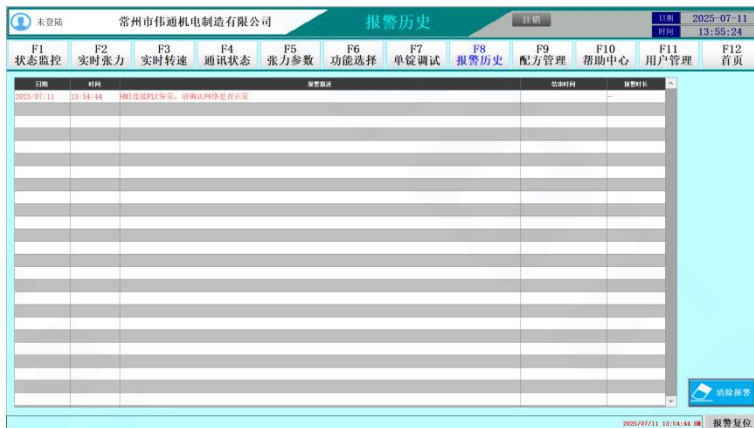 未登陆 常州市伟通机电制造有限公司 报警历史 注销 日期 2025-07-11
时间 13:55:24
F1 F2 F3 F4 F5 F6 F7 F8 F9 F10 F11 F12
状态监控 实时张力 实时转速 通讯状态 张力参数 功能选择 单锭调试 报警历史 配方管理 帮助中心 用户管理 首页
日期 时间 报警描述 结束时间 报警时长
2025/07/11 13:54:44 HMI连接PLC异常，请确认网络是否正常 -
清除报警
2025/07/11 13:54:44 报警复位